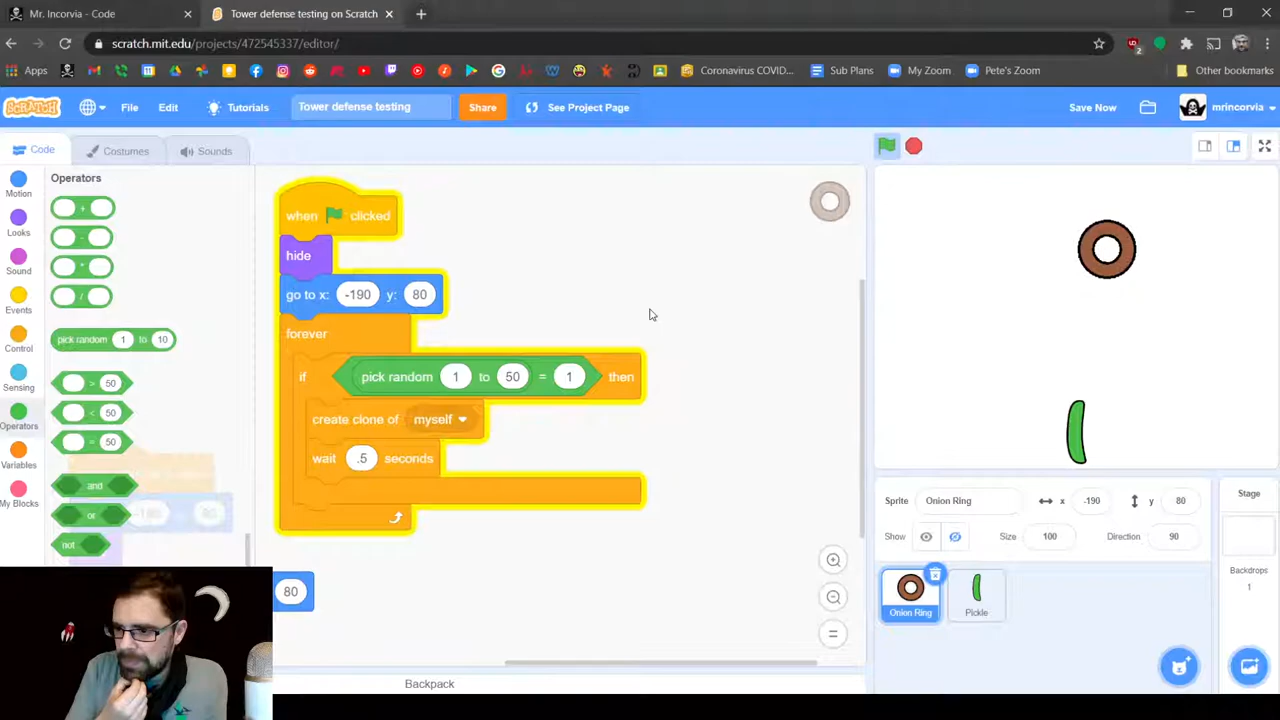 Mr. Incorvia - Code
Tower defense testing on Scratch
scratch.mit.edu/projects/472545337/editor/
2
Apps
Coronavirus COVID...
Sub Plans
My Zoom
Pete's Zoom
Other bookmarks
SCRATCH
File
Edit
Tutorials
Tower defense testing
Share
See Project Page
Save Now
mrincorvia
Code
Costumes
Sounds
Motion
Looks
Sound
Events
Control
Sensing
Operators
Variables
My Blocks
Operators
+
-
*
/
pick random 1 to 10
> 50
< 50
= 50
and
or
not
when clicked
hide
go to x: -190 y: 80
forever
if pick random 1 to 50 = 1 then
create clone of myself
wait .5 seconds
80
Backpack
Sprite Onion Ring x -190 y 80
Show Size 100 Direction 90
Onion Ring
Pickle
Stage
Backdrops
1